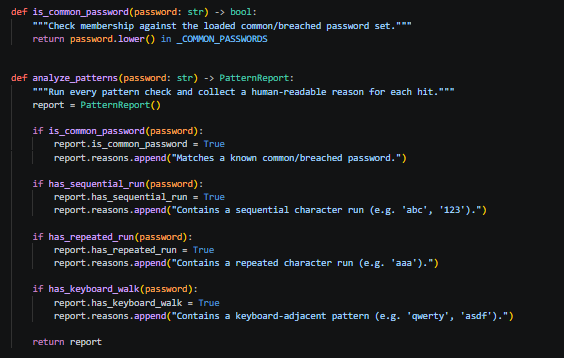 def is_common_password(password: str) -> bool:
    """Check membership against the loaded common/breached password set."""
    return password.lower() in _COMMON_PASSWORDS
def analyze_patterns(password: str) -> PatternReport:
    """Run every pattern check and collect a human-readable reason for each hit."""
    report = PatternReport()
    if is_common_password(password):
        report.is_common_password = True
        report.reasons.append("Matches a known common/breached password.")
    if has_sequential_run(password):
        report.has_sequential_run = True
        report.reasons.append("Contains a sequential character run (e.g. 'abc', '123').")
    if has_repeated_run(password):
        report.has_repeated_run = True
        report.reasons.append("Contains a repeated character run (e.g. 'aaa').")
    if has_keyboard_walk(password):
        report.has_keyboard_walk = True
        report.reasons.append("Contains a keyboard-adjacent pattern (e.g. 'qwerty', 'asdf').")
    return report